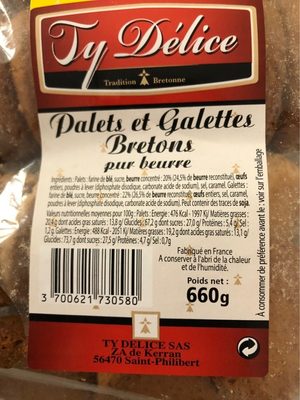 Ty Délice
Tradition Bretonne
Palets et Galettes
Bretons
pur beurre
Ingrédients : Palets : farine de blé, sucre, beurre concentré : 20% (24,5% de beurre reconstitué), œufs
entiers, poudres à lever (diphosphate disodique, carbonate acide de sodium), sel, caramel. Galettes :
farine de blé, sucre, beurre concentré : 22% (26,5% de beurre reconstitué), œufs entiers, sel, caramel,
poudres à lever (diphosphate disodique, carbonate acide de sodium). Peut contenir des traces de soja.
Valeurs nutritionnelles moyennes pour 100g : Palets : Énergie : 476 Kcal - 1997 Kj/ Matières grasses :
20,4 g dont acides gras saturés : 13,8 g/ Glucides : 67,2 g dont sucres : 27,0 g/ Protéines : 5,4 g/ Sel :
1,2 g. Galettes : Énergie : 488 Kcal - 2051 Kj/ Matières grasses : 19,2 g dont acides gras saturés : 13,1 g/
Glucides : 73,7 g dont sucres : 27,5 g/ Protéines : 4,7 g/ Sel : 0,7g
Fabriqué en France
A conserver à l'abri de la chaleur
et de l'humidité.
Poids net :
660g
3 700621 730580
A consommer de préférence avant le : voir sur l'emballage
TY DELICE SAS
ZA de Kerran
56470 Saint-Philibert